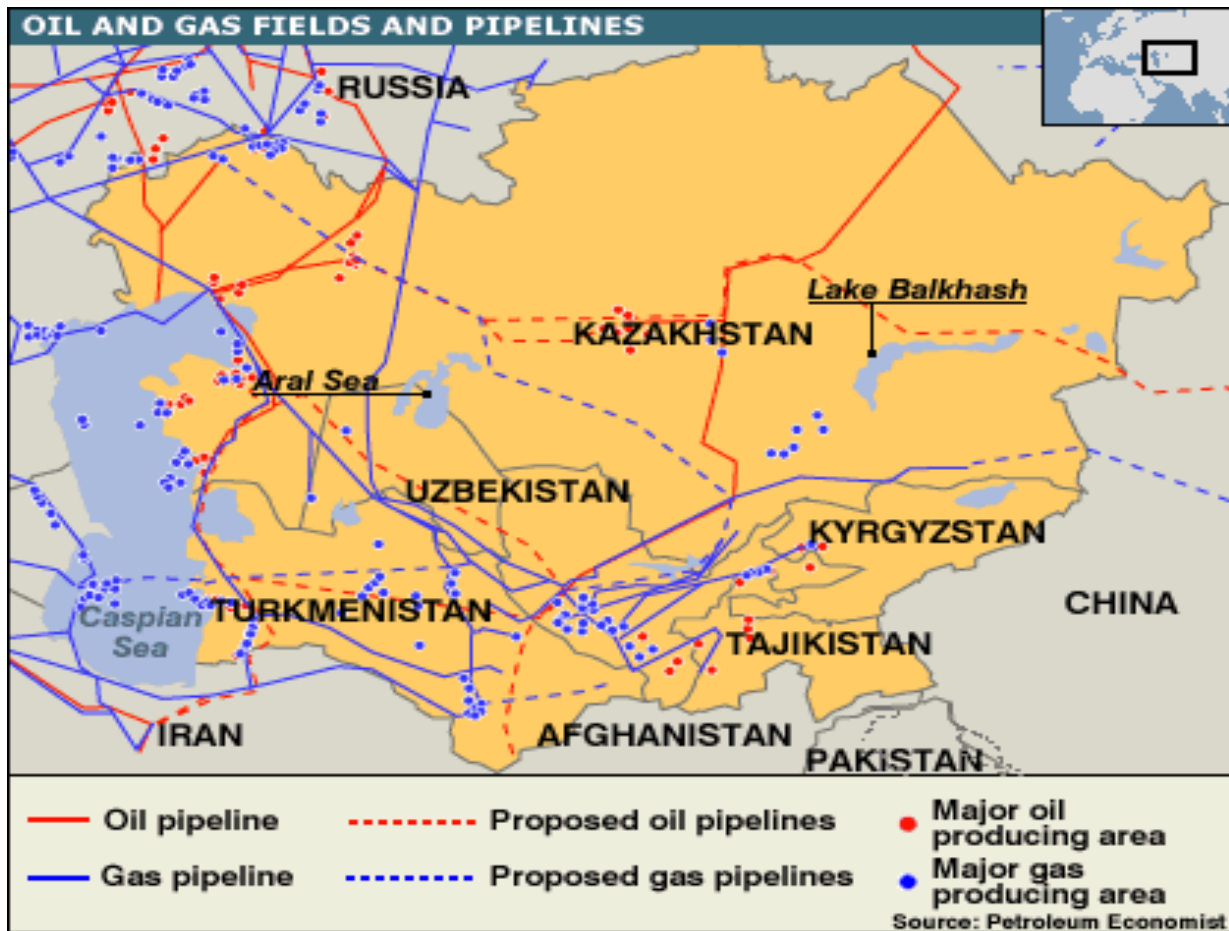 OIL AND GAS FIELDS AND PIPELINES
RUSSIA
Lake Balkhash
KAZAKHSTAN
Aral Sea
UZBEKISTAN
KYRGYZSTAN
TURKMENISTAN
CHINA
Caspian
Sea
TAJIKISTAN
IRAN
AFGHANISTAN
PAKISTAN
Oil pipeline
Proposed oil pipelines
Major oil
producing area
Gas pipeline
Proposed gas pipelines
Major gas
producing area
Source: Petroleum Economist